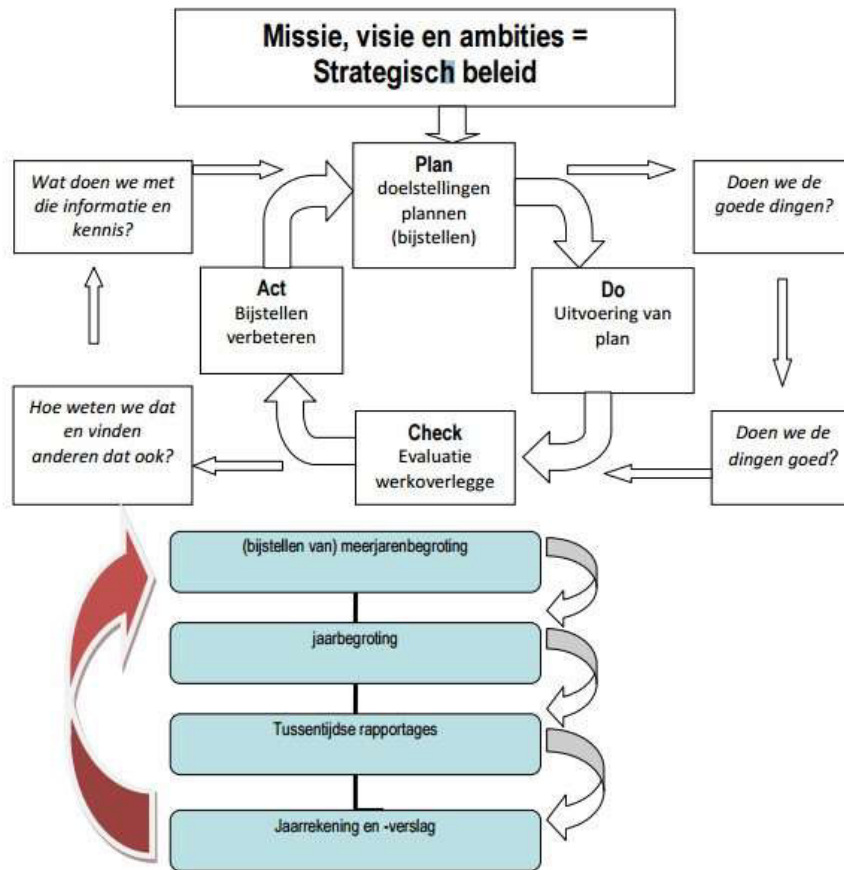 Missie, visie en ambities =
Strategisch beleid
Plan
doelstellingen
plannen
(bijstellen)
Wat doen we met
die informatie en
kennis?
Doen we de
goede dingen?
Act
Bijstellen
verbeteren
Do
Uitvoering van
plan
Hoe weten we dat
en vinden
anderen dat ook?
Check
Evaluatie
werkoverlegge
Doen we de
dingen goed?
(bijstellen van) meerjarenbegroting
jaarbegroting
Tussentijdse rapportages
Jaarrekening en -verslag